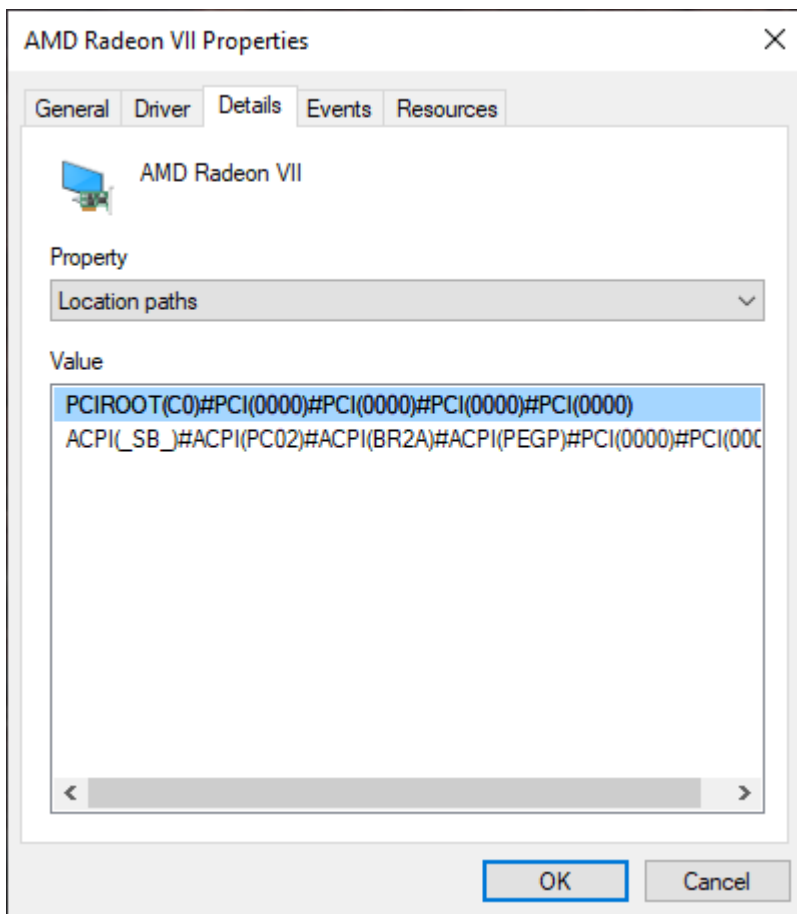 AMD Radeon VII Properties
General Driver Details Events Resources
AMD Radeon VII
Property
Location paths
Value
PCIROOT(C0)#PCI(0000)#PCI(0000)#PCI(0000)#PCI(0000)
ACPI(_SB_)#ACPI(PC02)#ACPI(BR2A)#ACPI(PEGP)#PCI(0000)#PCI(000
OK Cancel